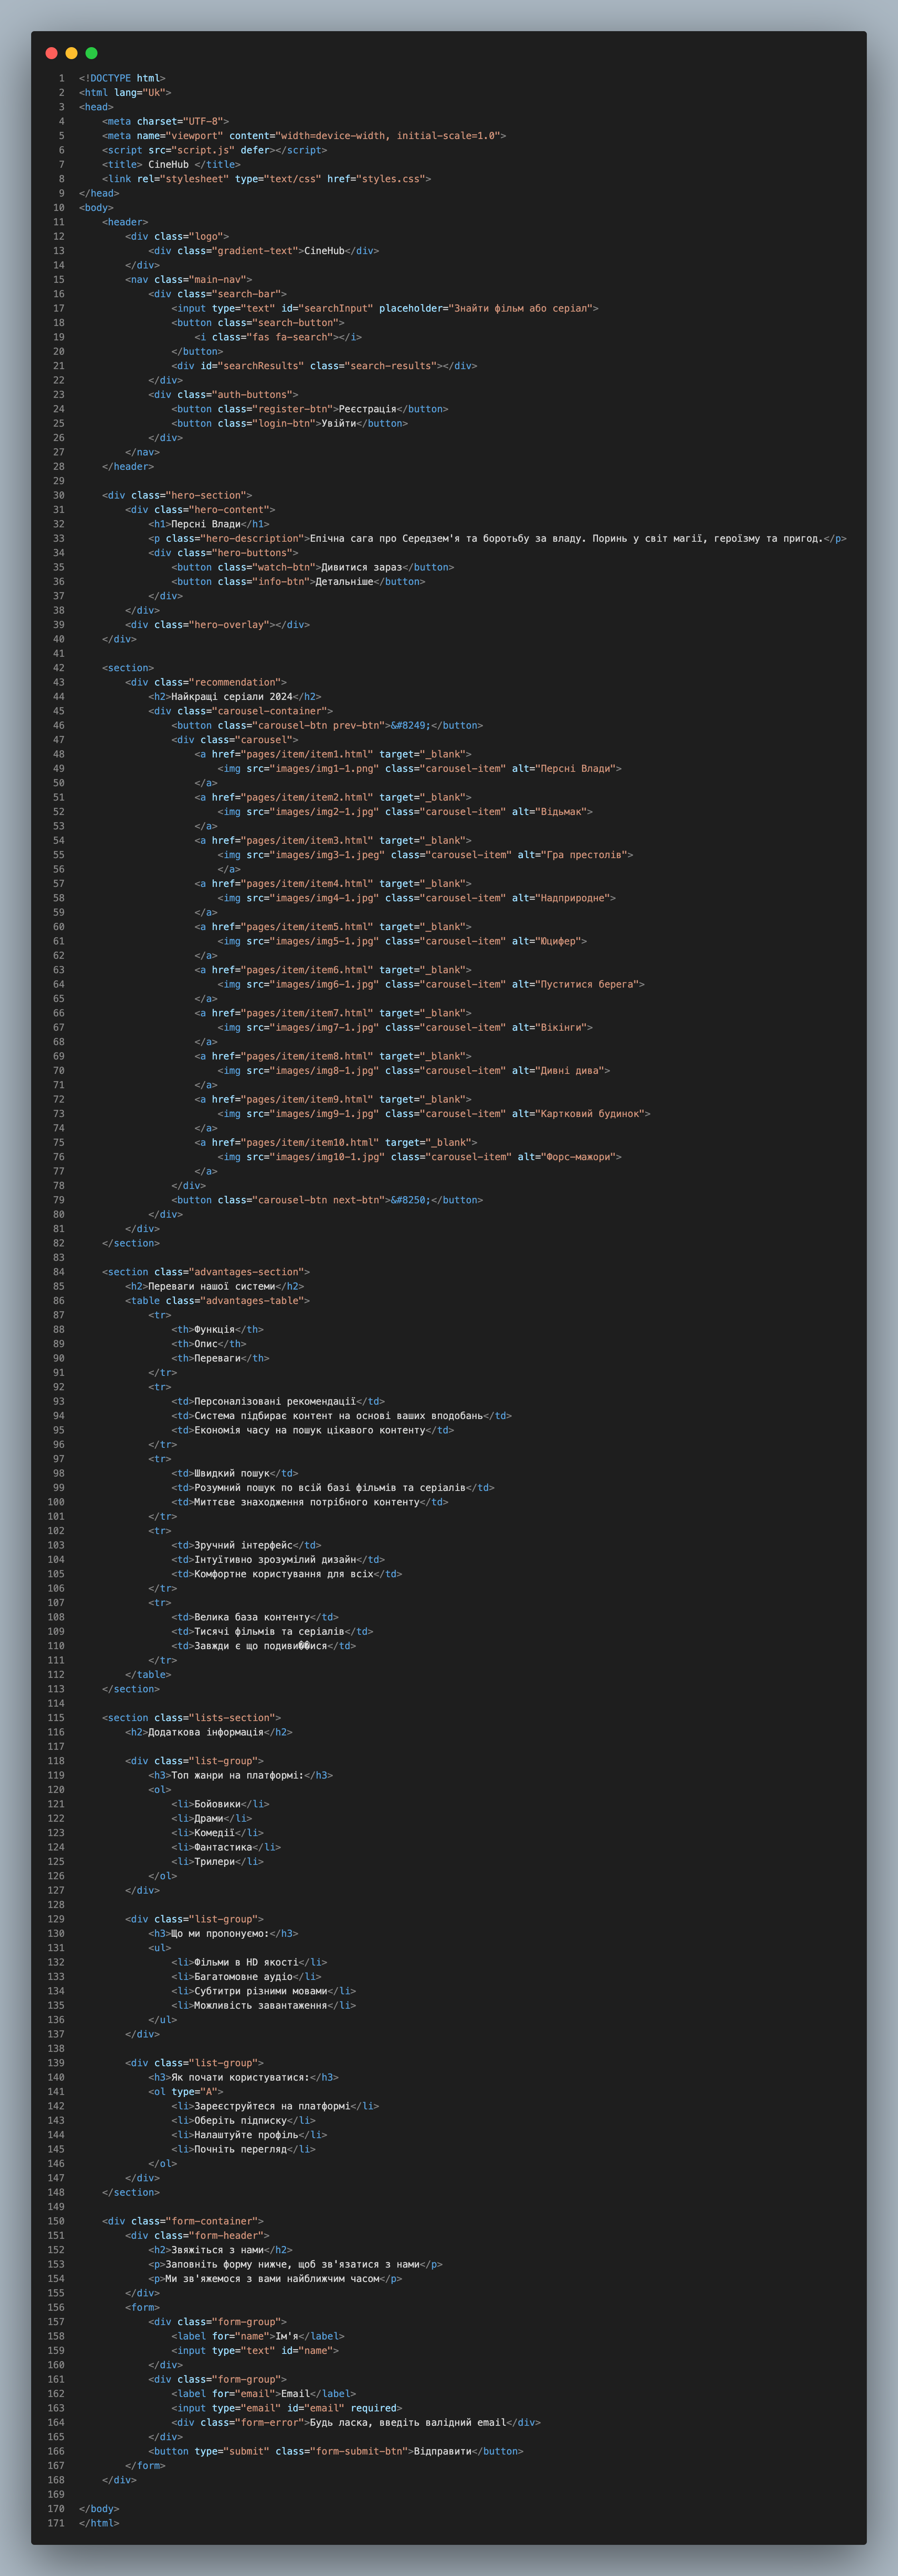 1 <!DOCTYPE html>
2 <html lang="Uk">
3 <head>
4     <meta charset="UTF-8">
5     <meta name="viewport" content="width=device-width, initial-scale=1.0">
6     <script src="script.js" defer></script>
7     <title> CineHub </title>
8     <link rel="stylesheet" type="text/css" href="styles.css">
9 </head>
10 <body>
11     <header>
12         <div class="logo">
13             <div class="gradient-text">CineHub</div>
14         </div>
15         <nav class="main-nav">
16             <div class="search-bar">
17                 <input type="text" id="searchInput" placeholder="Знайти фільм або серіал">
18                 <button class="search-button">
19                     <i class="fas fa-search"></i>
20                 </button>
21                 <div id="searchResults" class="search-results"></div>
22             </div>
23             <div class="auth-buttons">
24                 <button class="register-btn">Реєстрація</button>
25                 <button class="login-btn">Увійти</button>
26             </div>
27         </nav>
28     </header>
29
30     <div class="hero-section">
31         <div class="hero-content">
32             <h1>Персні Влади</h1>
33             <p class="hero-description">Епічна сага про Середзем'я та боротьбу за владу. Поринь у світ магії, героїзму та пригод.</p>
34             <div class="hero-buttons">
35                 <button class="watch-btn">Дивитися зараз</button>
36                 <button class="info-btn">Детальніше</button>
37             </div>
38         </div>
39         <div class="hero-overlay"></div>
40     </div>
41
42     <section>
43         <div class="recommendation">
44             <h2>Найкращі серіали 2024</h2>
45             <div class="carousel-container">
46                 <button class="carousel-btn prev-btn">&#8249;</button>
47                 <div class="carousel">
48                     <a href="pages/item/item1.html" target="_blank">
49                         <img src="images/img1-1.png" class="carousel-item" alt="Персні Влади">
50                     </a>
51                     <a href="pages/item/item2.html" target="_blank">
52                         <img src="images/img2-1.jpg" class="carousel-item" alt="Відьмак">
53                     </a>
54                     <a href="pages/item/item3.html" target="_blank">
55                         <img src="images/img3-1.jpeg" class="carousel-item" alt="Гра престолів">
56                         </a>
57                     <a href="pages/item/item4.html" target="_blank">
58                         <img src="images/img4-1.jpg" class="carousel-item" alt="Надприродне">
59                     </a>
60                     <a href="pages/item/item5.html" target="_blank">
61                         <img src="images/img5-1.jpg" class="carousel-item" alt="Юцифер">
62                     </a>
63                     <a href="pages/item/item6.html" target="_blank">
64                         <img src="images/img6-1.jpg" class="carousel-item" alt="Пуститися берега">
65                     </a>
66                     <a href="pages/item/item7.html" target="_blank">
67                         <img src="images/img7-1.jpg" class="carousel-item" alt="Вікінги">
68                     </a>
69                     <a href="pages/item/item8.html" target="_blank">
70                         <img src="images/img8-1.jpg" class="carousel-item" alt="Дивні дива">
71                     </a>
72                     <a href="pages/item/item9.html" target="_blank">
73                         <img src="images/img9-1.jpg" class="carousel-item" alt="Картковий будинок">
74                     </a>
75                     <a href="pages/item/item10.html" target="_blank">
76                         <img src="images/img10-1.jpg" class="carousel-item" alt="Форс-мажори">
77                     </a>
78                 </div>
79                 <button class="carousel-btn next-btn">&#8250;</button>
80             </div>
81         </div>
82     </section>
83
84     <section class="advantages-section">
85         <h2>Переваги нашої системи</h2>
86         <table class="advantages-table">
87             <tr>
88                 <th>Функція</th>
89                 <th>Опис</th>
90                 <th>Переваги</th>
91             </tr>
92             <tr>
93                 <td>Персоналізовані рекомендації</td>
94                 <td>Система підбирає контент на основі ваших вподобань</td>
95                 <td>Економія часу на пошук цікавого контенту</td>
96             </tr>
97             <tr>
98                 <td>Швидкий пошук</td>
99                 <td>Розумний пошук по всій базі фільмів та серіалів</td>
100                 <td>Миттєве знаходження потрібного контенту</td>
101             </tr>
102             <tr>
103                 <td>Зручний інтерфейс</td>
104                 <td>Інтуїтивно зрозумілий дизайн</td>
105                 <td>Комфортне користування для всіх</td>
106             </tr>
107             <tr>
108                 <td>Велика база контенту</td>
109                 <td>Тисячі фільмів та серіалів</td>
110                 <td>Завжди є що подиви��ися</td>
111             </tr>
112         </table>
113     </section>
114
115     <section class="lists-section">
116         <h2>Додаткова інформація</h2>
117
118         <div class="list-group">
119             <h3>Топ жанри на платформі:</h3>
120             <ol>
121                 <li>Бойовики</li>
122                 <li>Драми</li>
123                 <li>Комедії</li>
124                 <li>Фантастика</li>
125                 <li>Трилери</li>
126             </ol>
127         </div>
128
129         <div class="list-group">
130             <h3>Що ми пропонуємо:</h3>
131             <ul>
132                 <li>Фільми в HD якості</li>
133                 <li>Багатомовне аудіо</li>
134                 <li>Субтитри різними мовами</li>
135                 <li>Можливість завантаження</li>
136             </ul>
137         </div>
138
139         <div class="list-group">
140             <h3>Як почати користуватися:</h3>
141             <ol type="A">
142                 <li>Зареєструйтеся на платформі</li>
143                 <li>Оберіть підписку</li>
144                 <li>Налаштуйте профіль</li>
145                 <li>Почніть перегляд</li>
146             </ol>
147         </div>
148     </section>
149
150     <div class="form-container">
151         <div class="form-header">
152             <h2>Звяжіться з нами</h2>
153             <p>Заповніть форму нижче, щоб зв'язатися з нами</p>
154             <p>Ми зв'яжемося з вами найближчим часом</p>
155         </div>
156         <form>
157             <div class="form-group">
158                 <label for="name">Ім'я</label>
159                 <input type="text" id="name">
160             </div>
161             <div class="form-group">
162                 <label for="email">Email</label>
163                 <input type="email" id="email" required>
164                 <div class="form-error">Будь ласка, введіть валідний email</div>
165             </div>
166             <button type="submit" class="form-submit-btn">Відправити</button>
167         </form>
168     </div>
169
170 </body>
171 </html>